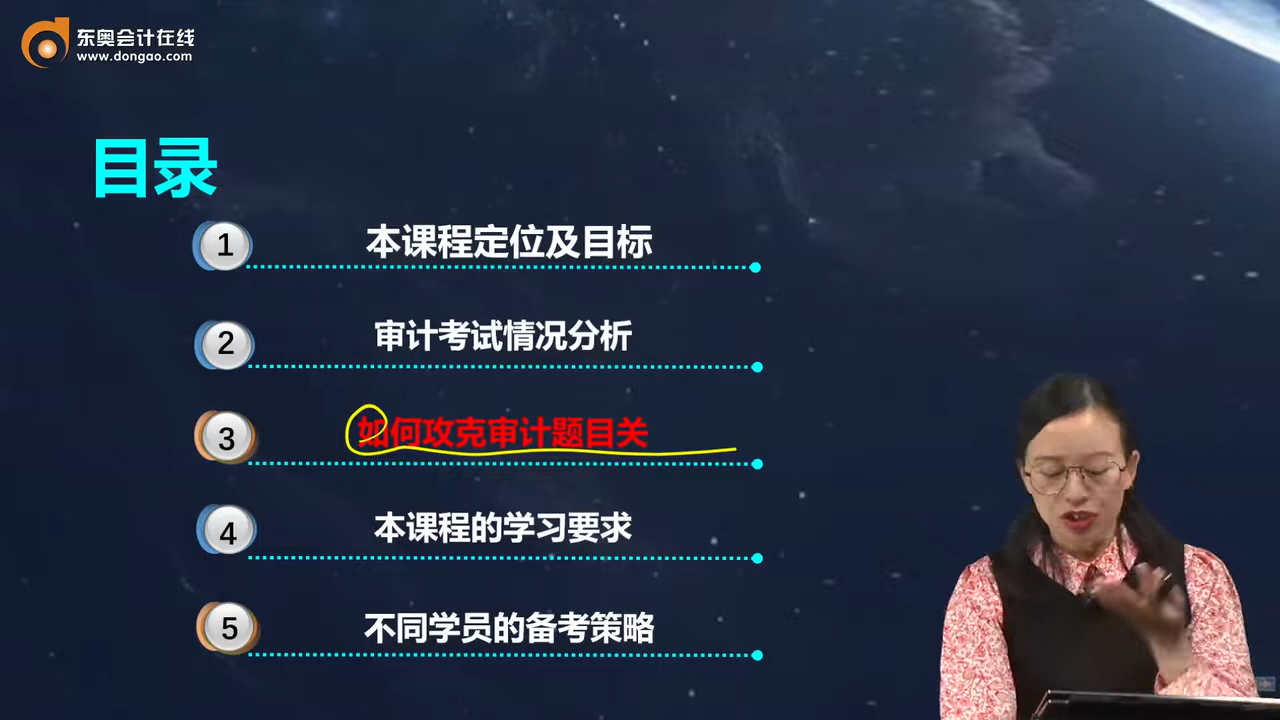 东奥会计在线
www.dongao.com
目录
1 本课程定位及目标
2 审计考试情况分析
3 如何攻克审计题目关
4 本课程的学习要求
5 不同学员的备考策略